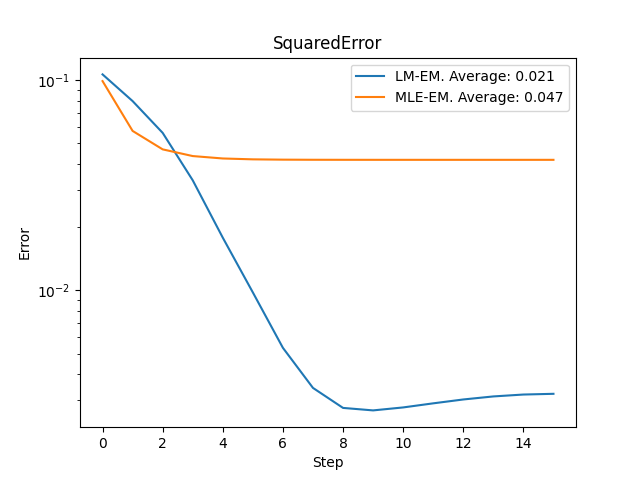 SquaredError
LM-EM. Average: 0.021
MLE-EM. Average: 0.047
10⁻¹
10⁻²
Error
0 2 4 6 8 10 12 14
Step